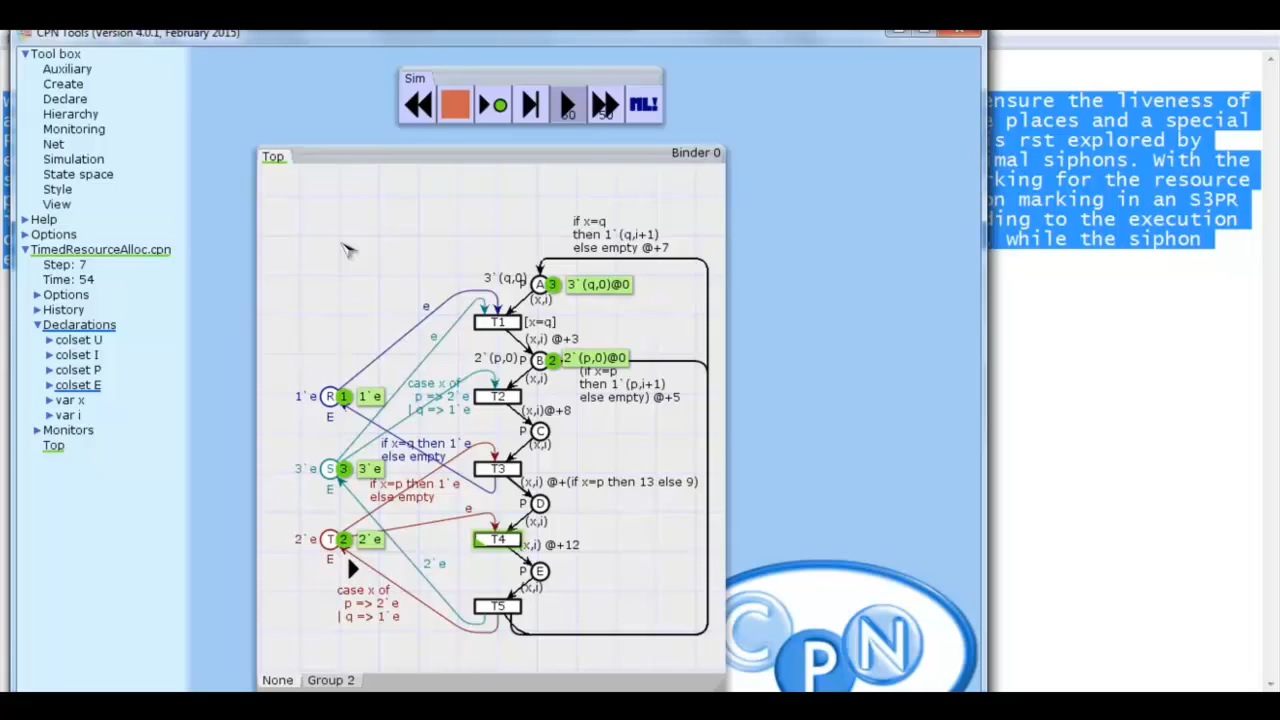 CPN Tools (Version 4.0.1, February 2015)
Tool box
Auxiliary
Create
Declare
Hierarchy
Monitoring
Net
Simulation
State space
Style
View
Help
Options
TimedResourceAlloc.cpn
Step: 7
Time: 54
Options
History
Declarations
colset U
colset I
colset P
colset E
var x
var i
Monitors
Top
Sim
50
50
ML!
Top
Binder 0
if x=q
then 1`(q,i+1)
else empty @+7
3`(q,0)
P
A
3
3`(q,0)@0
(x,i)
e
T1
[x=q]
e
(x,i) @+3
2`(p,0)
P
B
2
2`(p,0)@0
(x,i)
(if x=p
then 1`(p,i+1)
else empty) @+5
case x of
p => 2`e
| q => 1`e
T2
1`e
R
1
1`e
E
(x,i)@+8
P
C
(x,i)
if x=q then 1`e
else empty
3`e
S
3
3`e
E
T3
if x=p then 1`e
else empty
(x,i) @+(if x=p then 13 else 9)
P
D
e
(x,i)
2`e
T
2
2`e
E
T4
(x,i) @+12
2`e
P
E
(x,i)
case x of
p => 2`e
| q => 1`e
T5
None
Group 2
CPN
ensure the liveness of
places and a special
s rst explored by
mal siphons. With the
king for the resource
on marking in an S3PR
ding to the execution
while the siphon